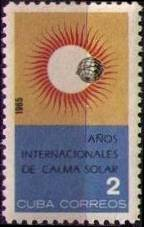 1965
AÑOS
INTERNACIONALES
DE CALMA SOLAR
2
CUBA CORREOS